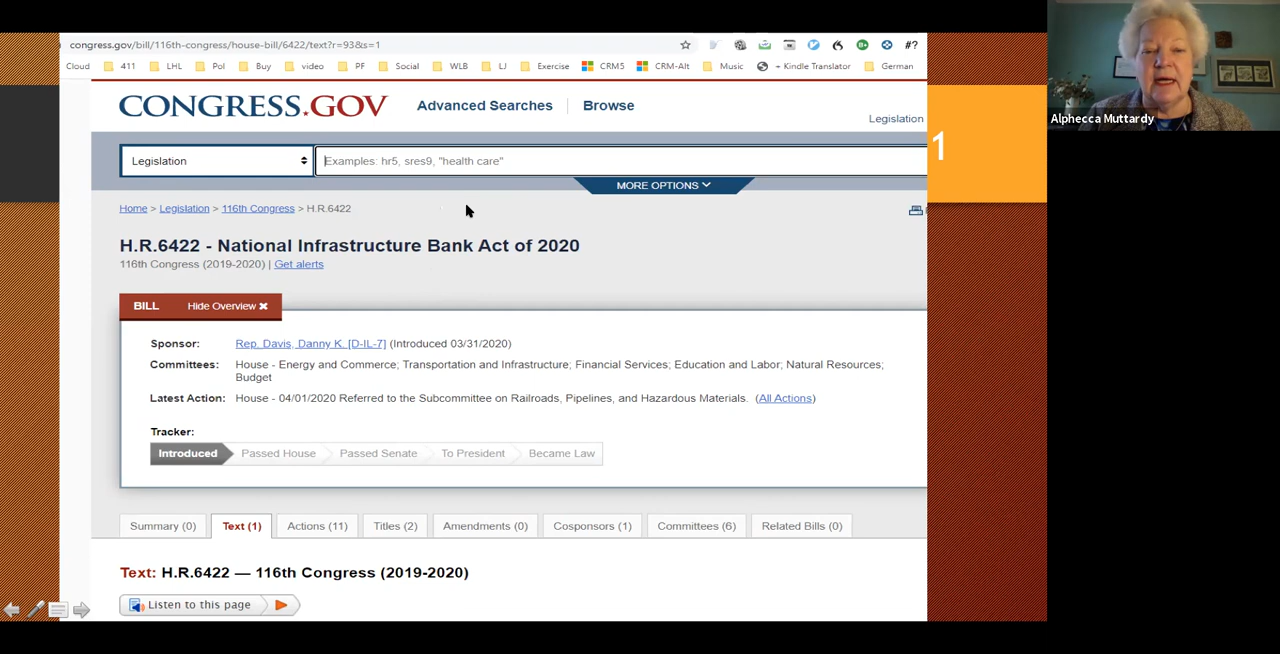 congress.gov/bill/116th-congress/house-bill/6422/text?r=93&s=1
#?
Cloud 411 LHL Pol Buy video PF Social WLB LJ Exercise CRM5 CRM-Alt Music + Kindle Translator German
CONGRESS.GOV Advanced Searches Browse
Legislation
Legislation Examples: hr5, sres9, "health care"
MORE OPTIONS
1
Alphecca Muttardy
Home > Legislation > 116th Congress > H.R.6422
H.R.6422 - National Infrastructure Bank Act of 2020
116th Congress (2019-2020) | Get alerts
BILL Hide Overview ✖
Sponsor: Rep. Davis, Danny K. [D-IL-7] (Introduced 03/31/2020)
Committees: House - Energy and Commerce; Transportation and Infrastructure; Financial Services; Education and Labor; Natural Resources;
Budget
Latest Action: House - 04/01/2020 Referred to the Subcommittee on Railroads, Pipelines, and Hazardous Materials. (All Actions)
Tracker:
Introduced Passed House Passed Senate To President Became Law
Summary (0) Text (1) Actions (11) Titles (2) Amendments (0) Cosponsors (1) Committees (6) Related Bills (0)
Text: H.R.6422 — 116th Congress (2019-2020)
Listen to this page